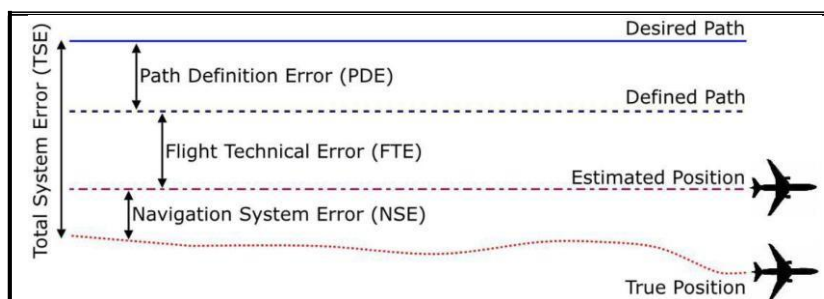 Desired Path
Path Definition Error (PDE)
Defined Path
Total System Error (TSE)
Flight Technical Error (FTE)
Estimated Position
Navigation System Error (NSE)
True Position